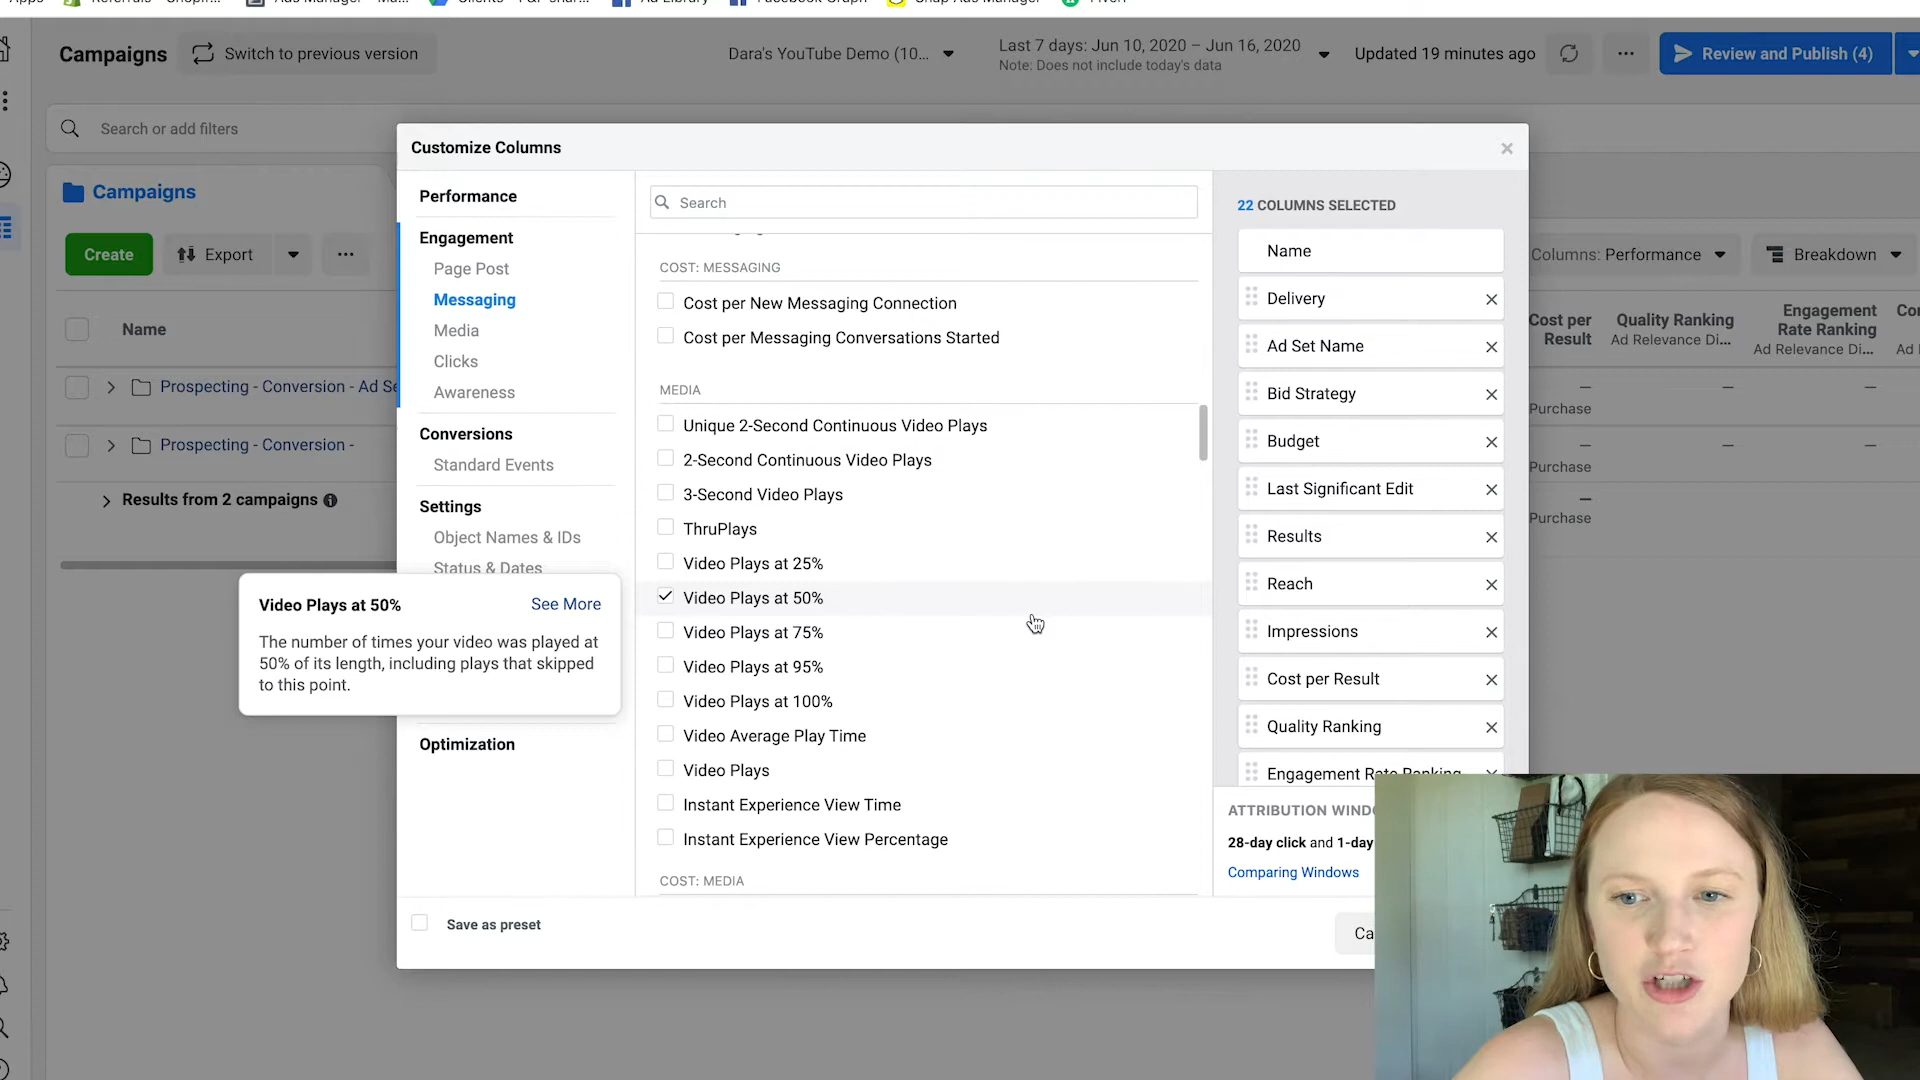 Apps
Ads Manager
Ad Library
Campaigns
Switch to previous version
Dara's YouTube Demo (10...
Last 7 days: Jun 10, 2020 – Jun 16, 2020
Note: Does not include today's data
Updated 19 minutes ago
Review and Publish (4)
Search or add filters
Campaigns
Create
Export
Columns: Performance
Breakdown
Name
Cost per Result
Quality Ranking
Ad Relevance Di...
Engagement Rate Ranking
Ad Relevance Di...
Prospecting - Conversion - Ad Se
Purchase
Prospecting - Conversion -
Purchase
Results from 2 campaigns
Purchase
Customize Columns
Performance
Engagement
Page Post
Messaging
Media
Clicks
Awareness
Conversions
Standard Events
Settings
Object Names & IDs
Status & Dates
Optimization
Video Plays at 50%
See More
The number of times your video was played at
50% of its length, including plays that skipped
to this point.
Search
COST: MESSAGING
Cost per New Messaging Connection
Cost per Messaging Conversations Started
MEDIA
Unique 2-Second Continuous Video Plays
2-Second Continuous Video Plays
3-Second Video Plays
ThruPlays
Video Plays at 25%
Video Plays at 50%
Video Plays at 75%
Video Plays at 95%
Video Plays at 100%
Video Average Play Time
Video Plays
Instant Experience View Time
Instant Experience View Percentage
COST: MEDIA
22 COLUMNS SELECTED
Name
Delivery
Ad Set Name
Bid Strategy
Budget
Last Significant Edit
Results
Reach
Impressions
Cost per Result
Quality Ranking
Engagement Rate Ranking
ATTRIBUTION WINDO
28-day click and 1-day
Comparing Windows
Save as preset
Ca